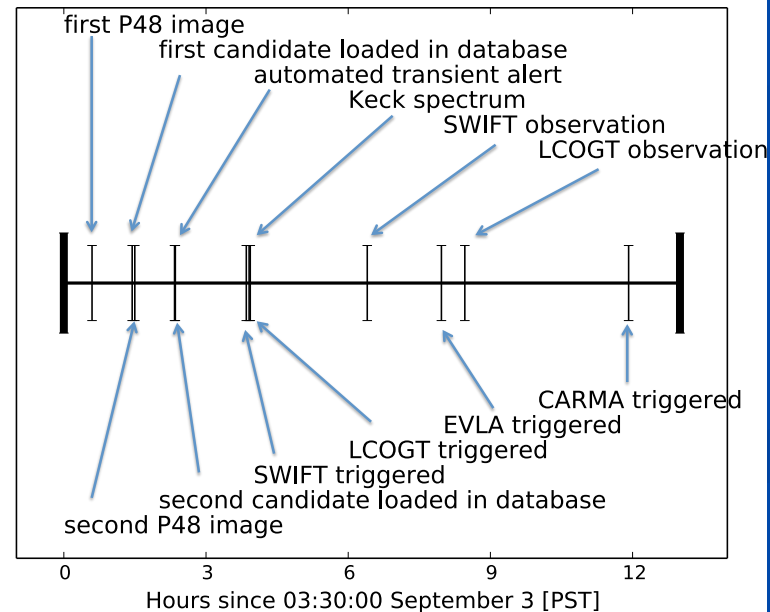 first P48 image
first candidate loaded in database
automated transient alert
Keck spectrum
SWIFT observation
LCOGT observation
CARMA triggered
EVLA triggered
LCOGT triggered
SWIFT triggered
second candidate loaded in database
second P48 image
0 3 6 9 12
Hours since 03:30:00 September 3 [PST]